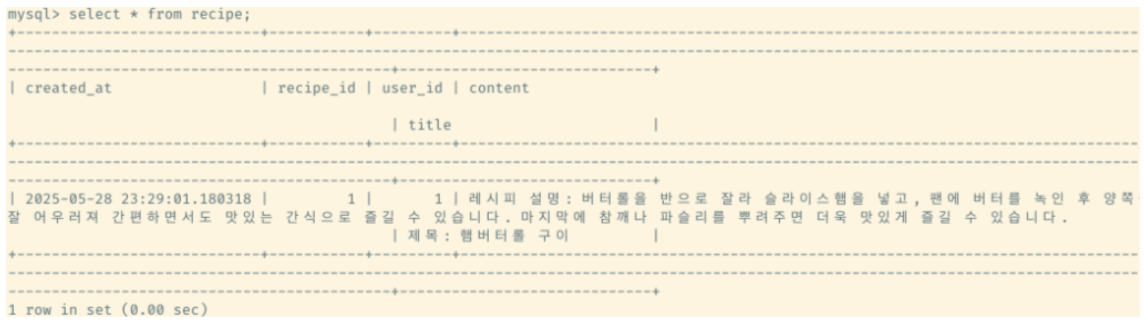 mysql> select * from recipe;
| created_at | recipe_id | user_id | content
| title |
| 2025-05-28 23:29:01.180318 | 1 | 1 | 레시피 설명: 버터롤을 반으로 잘라 슬라이스햄을 넣고, 팬에 버터를 녹인 후 양쪽
잘 어우러져 간편하면서도 맛있는 간식으로 즐길 수 있습니다. 마지막에 참깨나 파슬리를 뿌려주면 더욱 맛있게 즐길 수 있습니다.
| 제목: 햄버터롤 구이 |
1 row in set (0.00 sec)